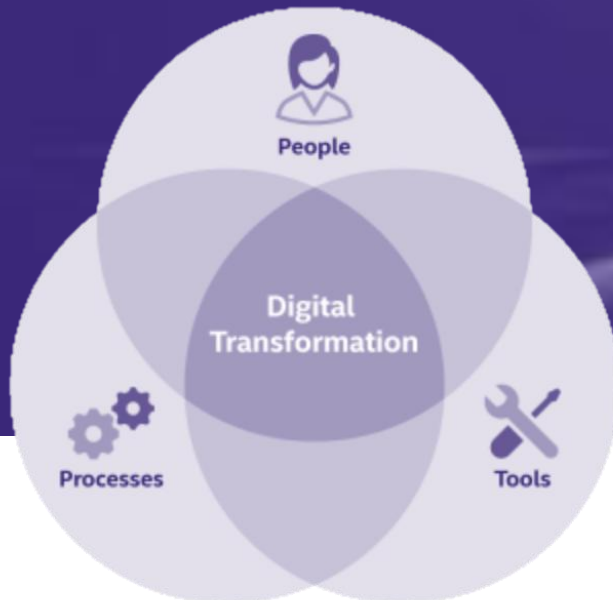 People
Digital
Transformation
Processes
Tools